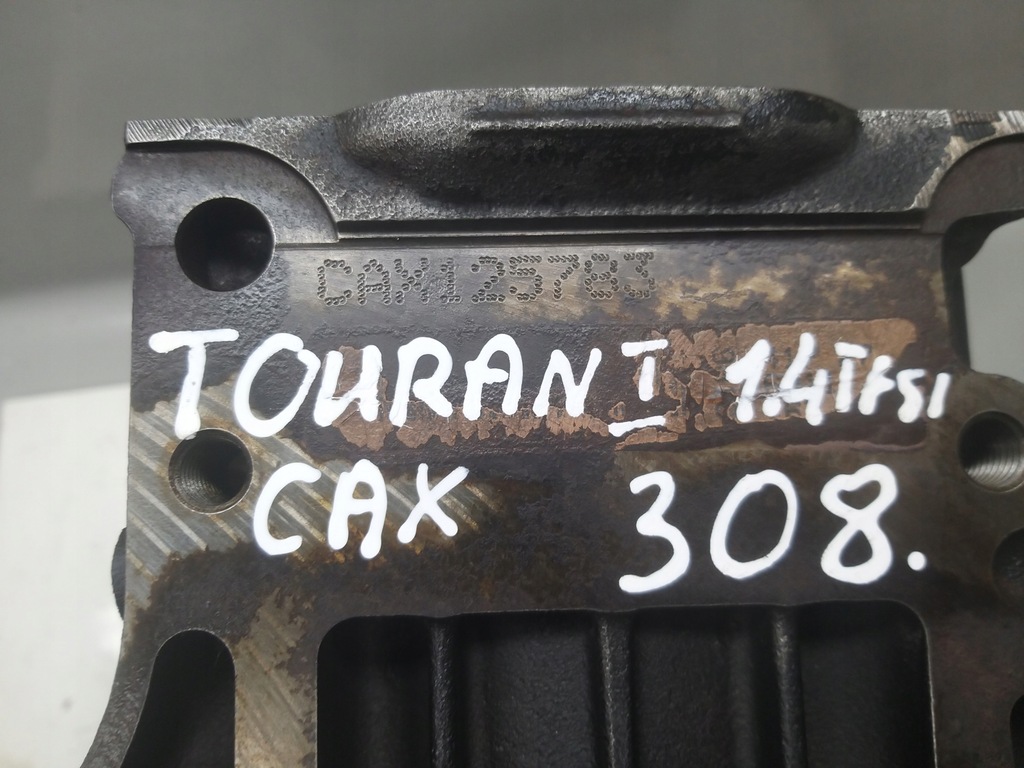 CAX125783
TOURAN I 1.4TFSI
CAX 308.